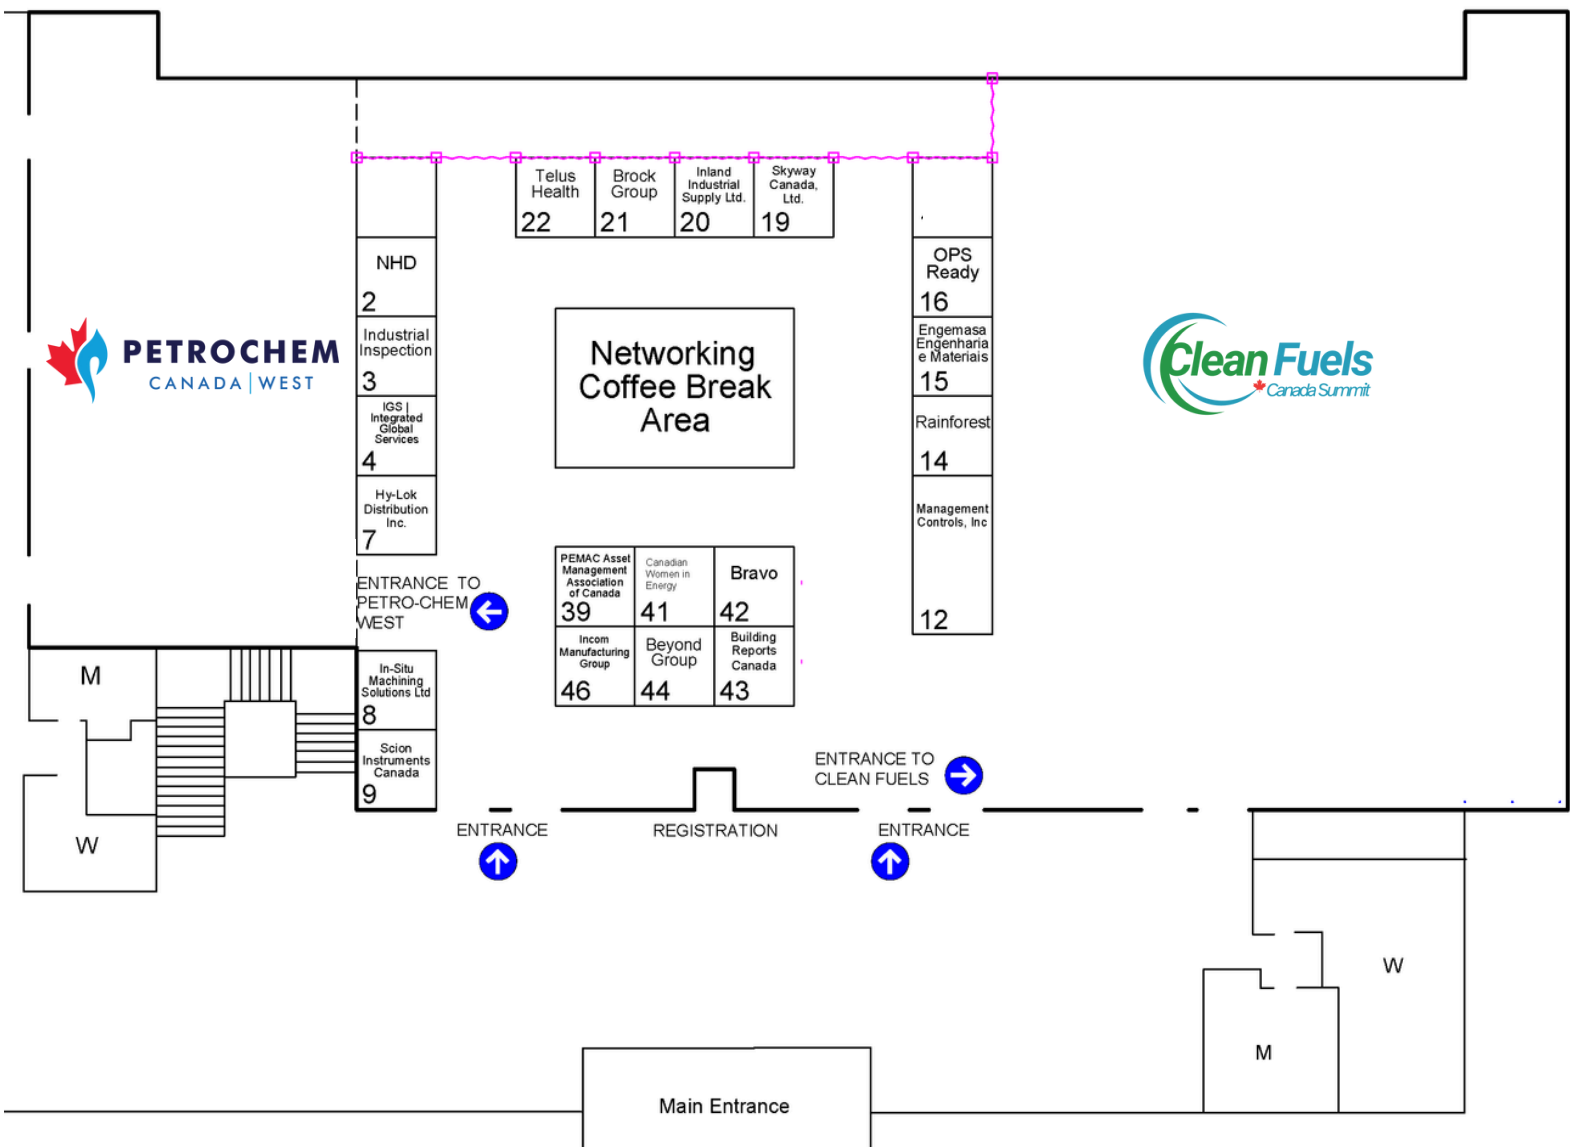 Telus
Health
22
Brock
Group
21
Inland
Industrial
Supply Ltd.
20
Skyway
Canada,
Ltd.
19
NHD
2
Industrial
Inspection
3
IGS |
Integrated
Global
Services
4
Hy-Lok
Distribution
Inc.
7
OPS
Ready
16
Engemasa
Engenharia
e Materiais
15
Rainforest
14
Management
Controls, Inc
12
PETROCHEM
CANADA | WEST
Networking
Coffee Break
Area
Clean Fuels
Canada Summit
ENTRANCE TO
PETRO-CHEM
WEST
PEMAC Asset
Management
Association
of Canada
39
Canadian
Women in
Energy
41
Bravo
42
Incom
Manufacturing
Group
46
Beyond
Group
44
Building
Reports
Canada
43
M
W
In-Situ
Machining
Solutions Ltd
8
Scion
Instruments
Canada
9
ENTRANCE TO
CLEAN FUELS
ENTRANCE
REGISTRATION
ENTRANCE
W
M
Main Entrance